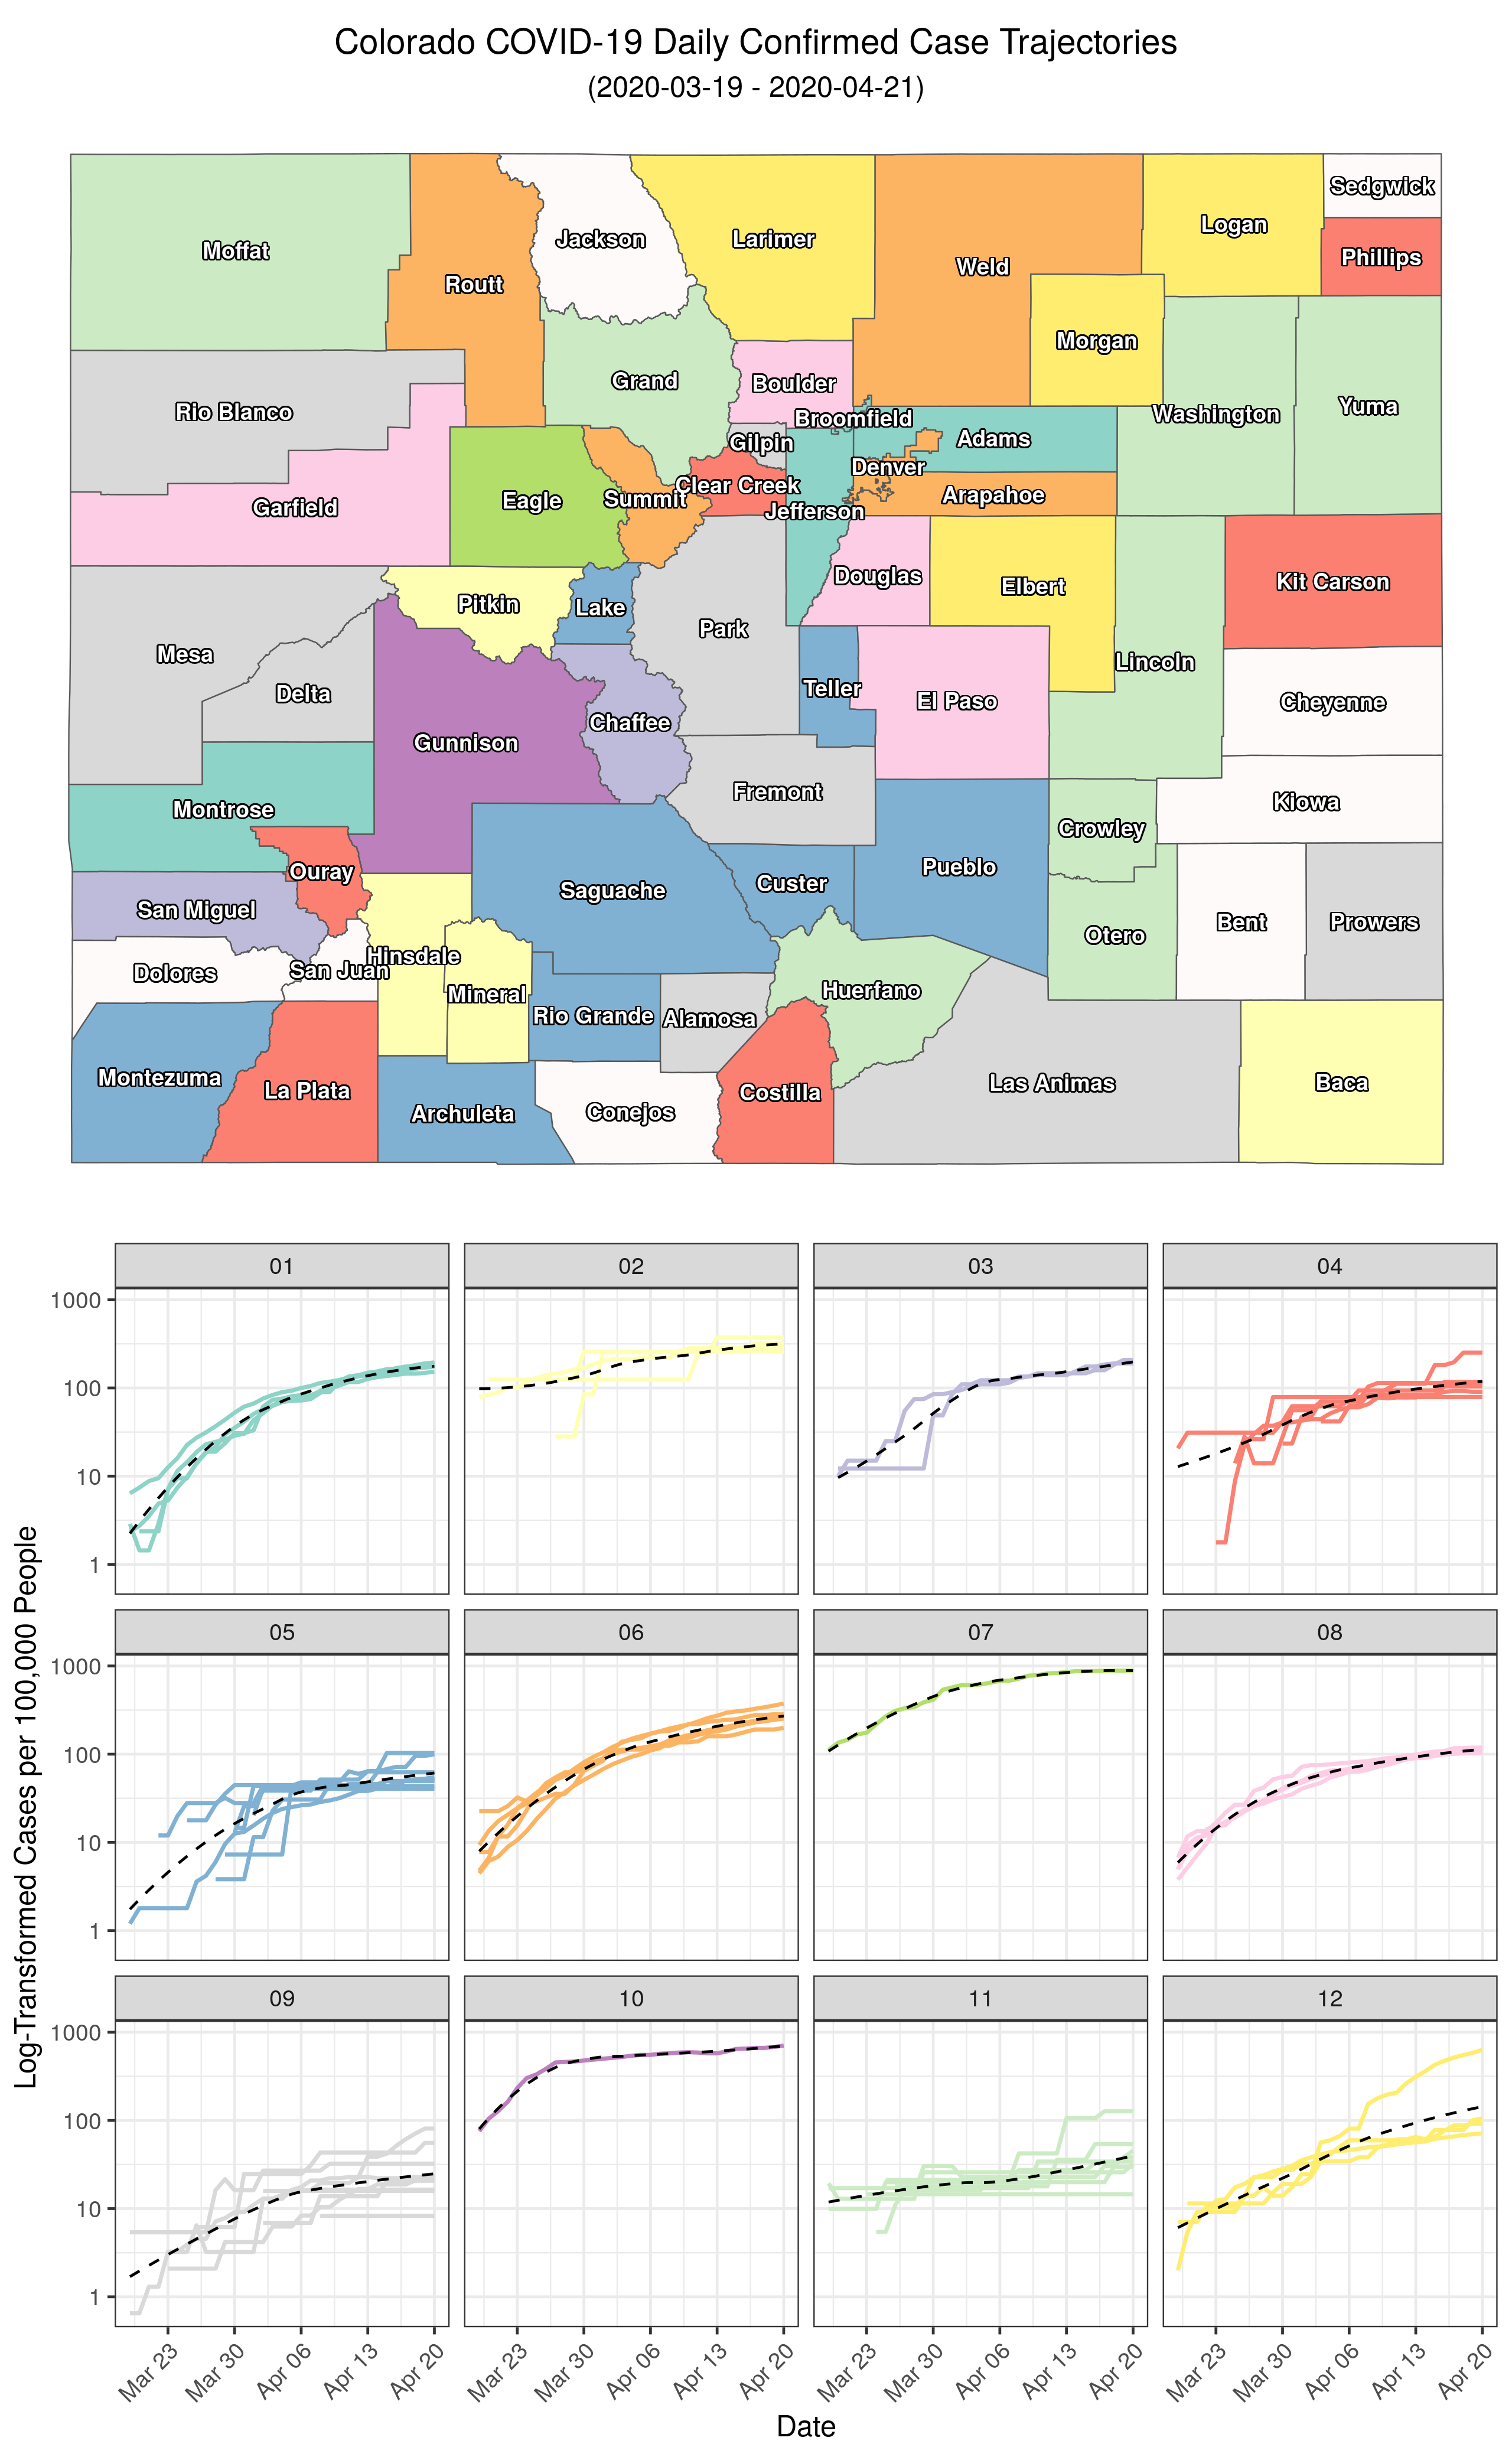 Colorado COVID-19 Daily Confirmed Case Trajectories
(2020-03-19 - 2020-04-21)
Sedgwick
Logan
Jackson
Larimer
Moffat
Phillips
Weld
Routt
Morgan
Grand
Boulder
Yuma
Rio Blanco
Broomfield
Washington
Gilpin
Adams
Denver
Clear Creek
Arapahoe
Eagle
Summit
Garfield
Jefferson
Douglas
Kit Carson
Elbert
Pitkin
Lake
Park
Mesa
Lincoln
Teller
Delta
El Paso
Cheyenne
Chaffee
Gunnison
Fremont
Kiowa
Montrose
Crowley
Pueblo
Ouray
Custer
Saguache
San Miguel
Bent
Prowers
Otero
Hinsdale
San Juan
Dolores
Huerfano
Mineral
Rio Grande
Alamosa
Montezuma
Las Animas
Baca
La Plata
Costilla
Conejos
Archuleta
01
02
03
04
1000
100
10
1
05
06
07
08
1000
100
10
1
09
10
11
12
1000
100
10
1
Log-Transformed Cases per 100,000 People
Mar 23
Mar 30
Apr 06
Apr 13
Apr 20
Mar 23
Mar 30
Apr 06
Apr 13
Apr 20
Mar 23
Mar 30
Apr 06
Apr 13
Apr 20
Mar 23
Mar 30
Apr 06
Apr 13
Apr 20
Date